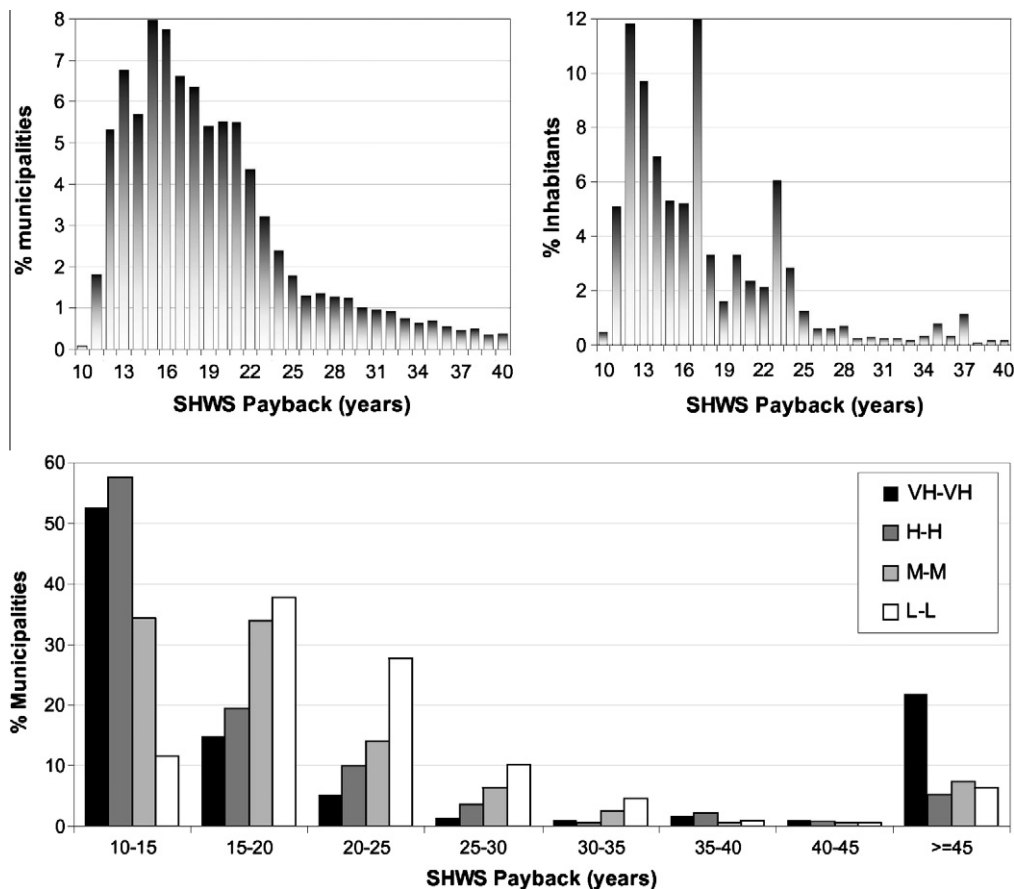 8
7
6
5
4
3
2
1
0
% municipalities
10 13 16 19 22 25 28 31 34 37 40
SHWS Payback (years)
12
10
8
6
4
2
0
% Inhabitants
10 13 16 19 22 25 28 31 34 37 40
SHWS Payback (years)
60
50
40
30
20
10
0
% Municipalities
VH-VH
H-H
M-M
L-L
10-15 15-20 20-25 25-30 30-35 35-40 40-45 >=45
SHWS Payback (years)